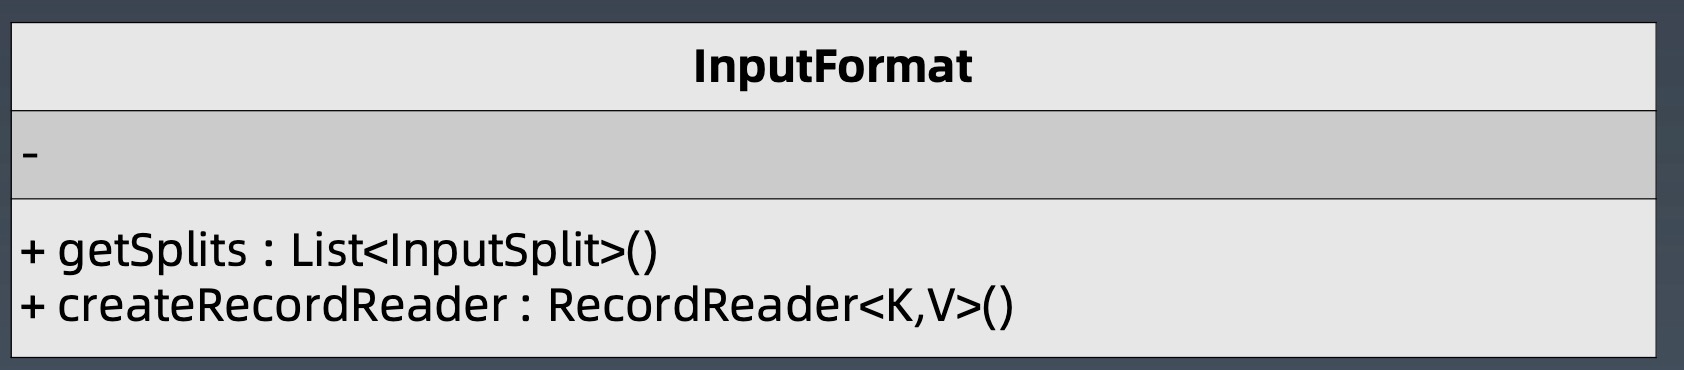 InputFormat
-
+ getSplits : List<InputSplit>()
+ createRecordReader : RecordReader<K,V>()